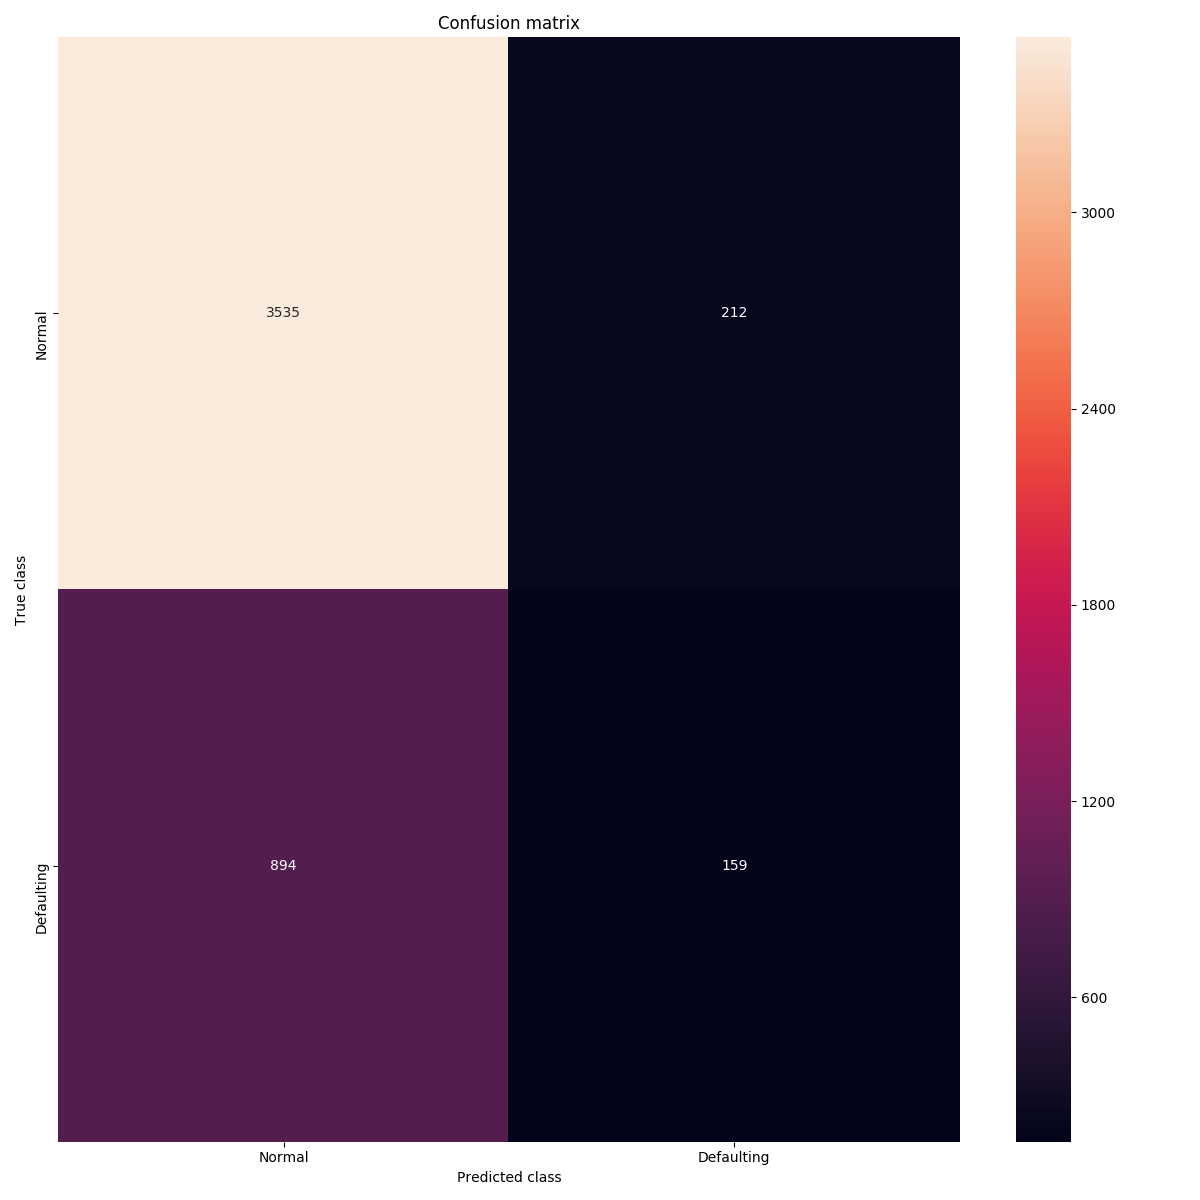 Confusion matrix
3535
212
894
159
Normal
Defaulting
True class
Normal
Defaulting
Predicted class
3000
2400
1800
1200
600